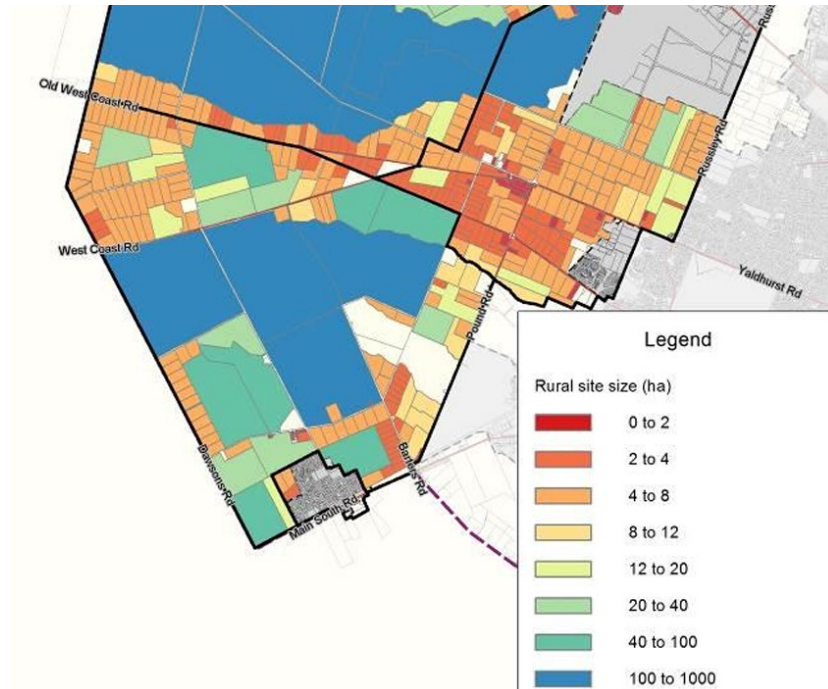 Russ
Old West Coast Rd
Russley Rd
West Coast Rd
Yaldhurst Rd
Pound Rd
Dawsons Rd
Barters Rd
Main South Rd
Legend
Rural site size (ha)
0 to 2
2 to 4
4 to 8
8 to 12
12 to 20
20 to 40
40 to 100
100 to 1000